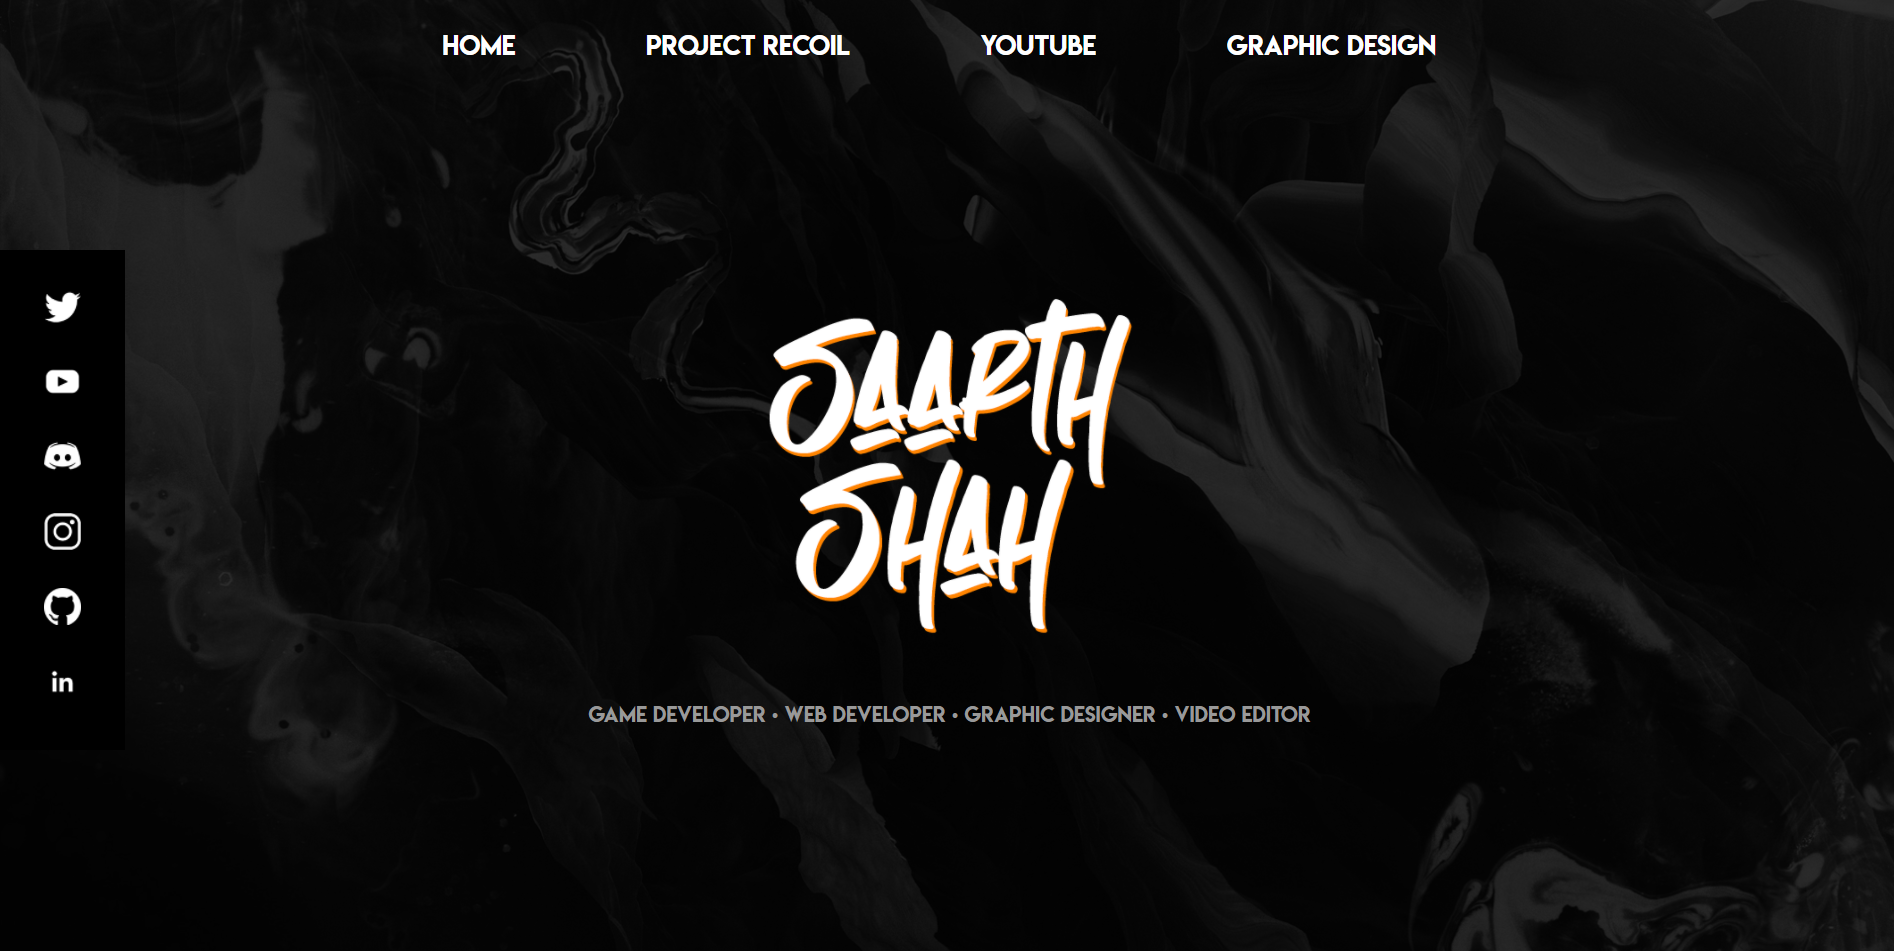 HOME PROJECT RECOIL YOUTUBE GRAPHIC DESIGN
SAARTH
SHAH
in
GAME DEVELOPER • WEB DEVELOPER • GRAPHIC DESIGNER • VIDEO EDITOR